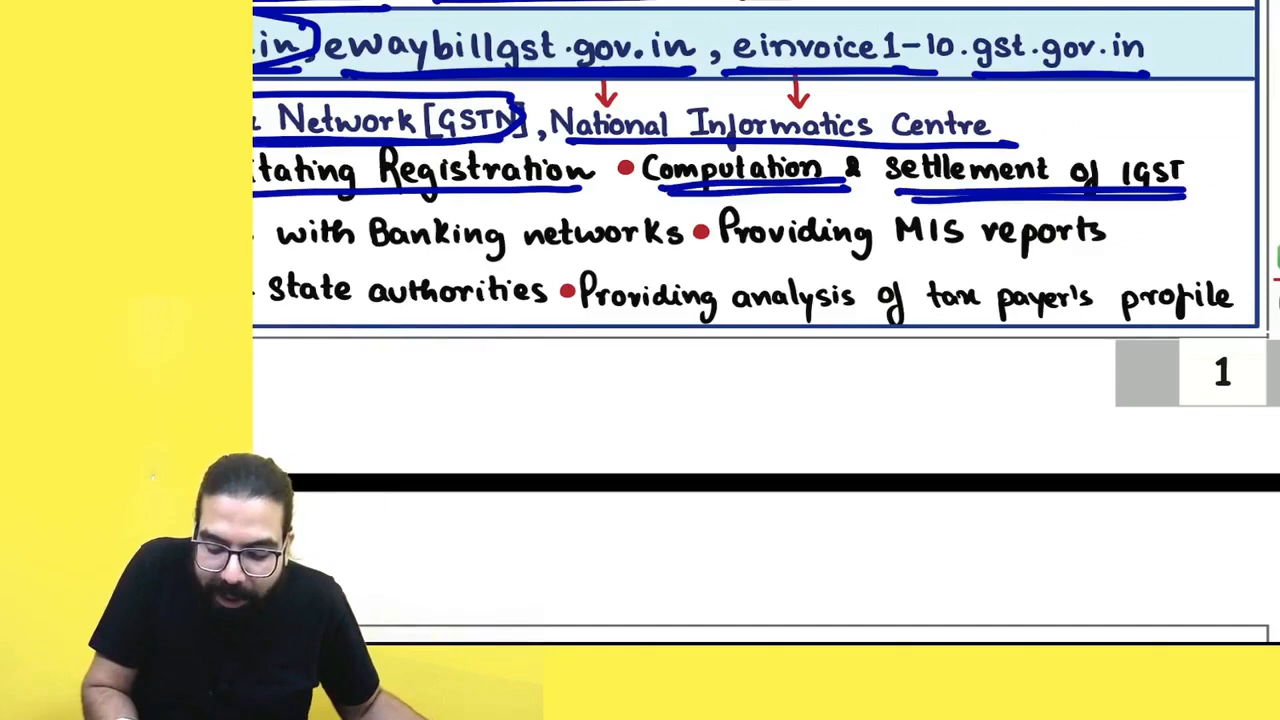 .in, ewaybillgst.gov.in, einvoice1-10.gst.gov.in
Network [GSTN], National Informatics Centre
tating Registration • Computation & settlement of IGST
with Banking networks • Providing MIS reports
state authorities • Providing analysis of tax payer's profile
1